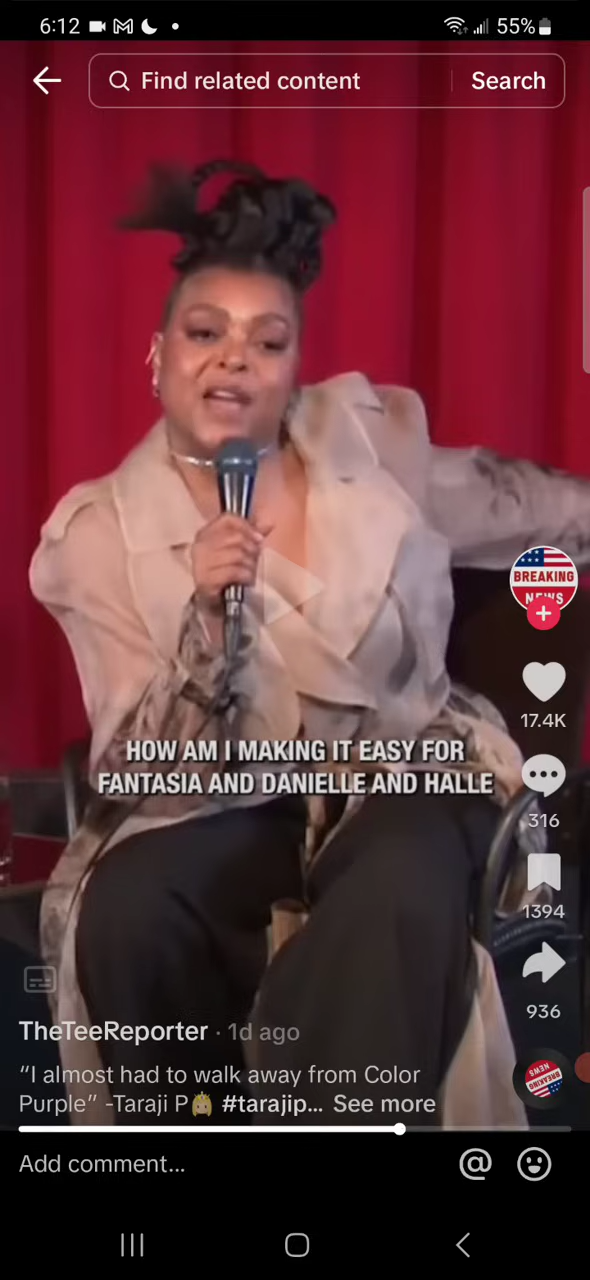 6:12
55%
Find related content
Search
BREAKING
NEWS
17.4K
HOW AM I MAKING IT EASY FOR
FANTASIA AND DANIELLE AND HALLE
316
1394
936
TheTeeReporter · 1d ago
“I almost had to walk away from Color
Purple” -Taraji P👸🏼 #tarajip... See more
BREAKING
NEWS
Add comment...